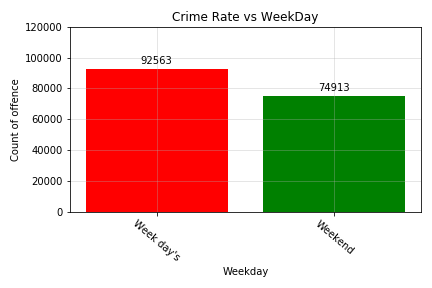 Crime Rate vs WeekDay
120000
100000
80000
60000
40000
20000
0
Count of offence
92563
74913
Week day's
Weekend
Weekday